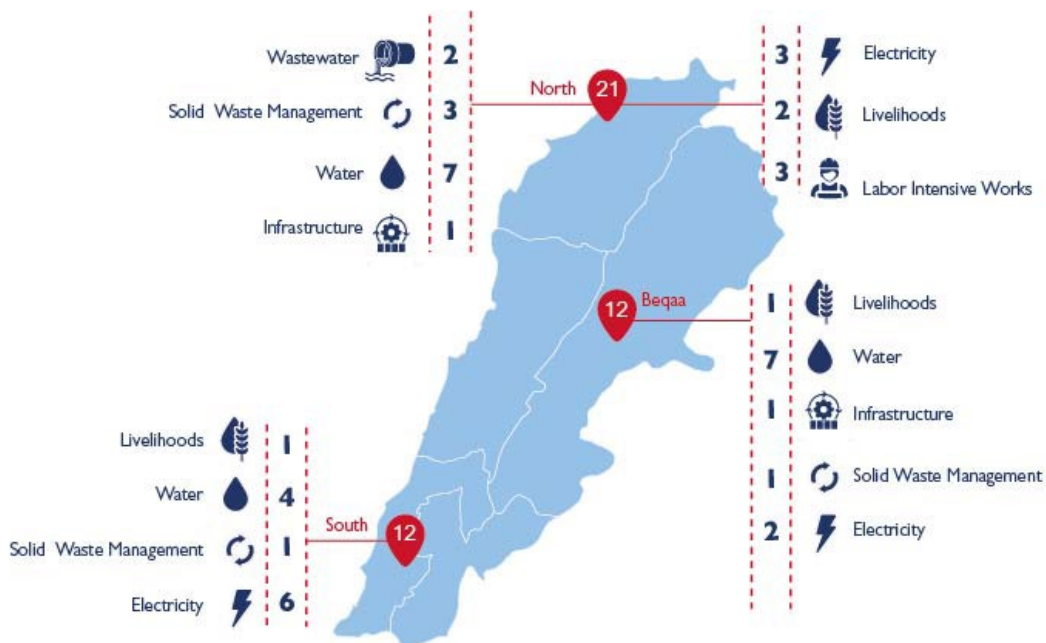 Wastewater 2
Solid Waste Management 3
Water 7
Infrastructure 1
North 21
3 Electricity
2 Livelihoods
3 Labor Intensive Works
Beqaa 12
1 Livelihoods
7 Water
1 Infrastructure
1 Solid Waste Management
2 Electricity
Livelihoods 1
Water 4
Solid Waste Management 1
Electricity 6
South 12